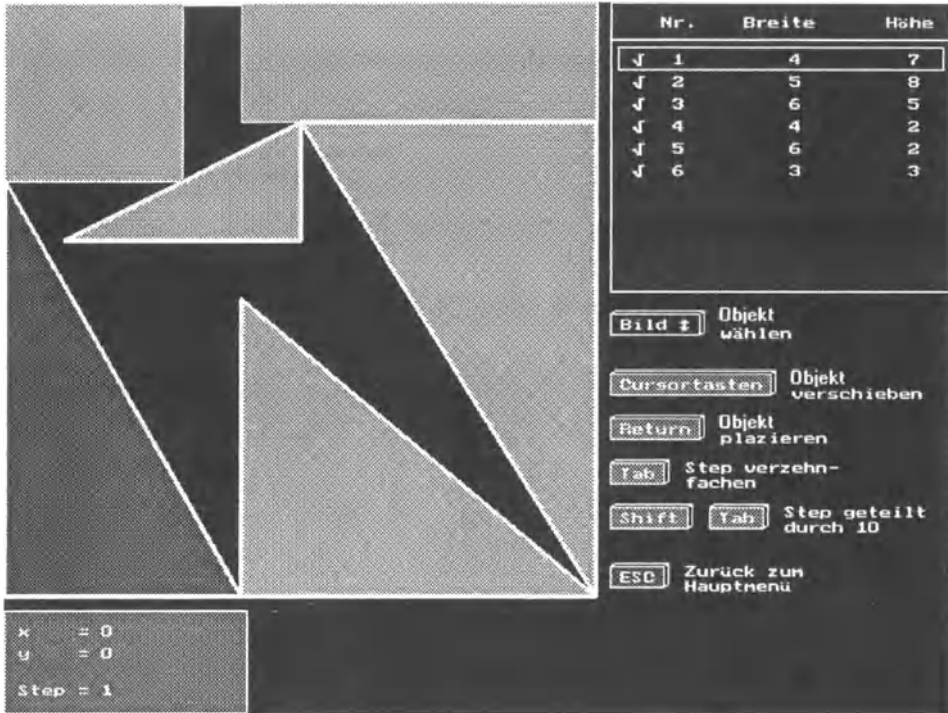 Nr. Breite Höhe
√ 1 4 7
√ 2 5 8
√ 3 6 5
√ 4 4 2
√ 5 6 2
√ 6 3 3
Bild ‡ Objekt
wählen
Cursortasten Objekt
verschieben
Return Objekt
plazieren
Tab Step verzehn-
fachen
Shift Tab Step geteilt
durch 10
ESC Zurück zum
Hauptmenü
x = 0
y = 0
Step = 1